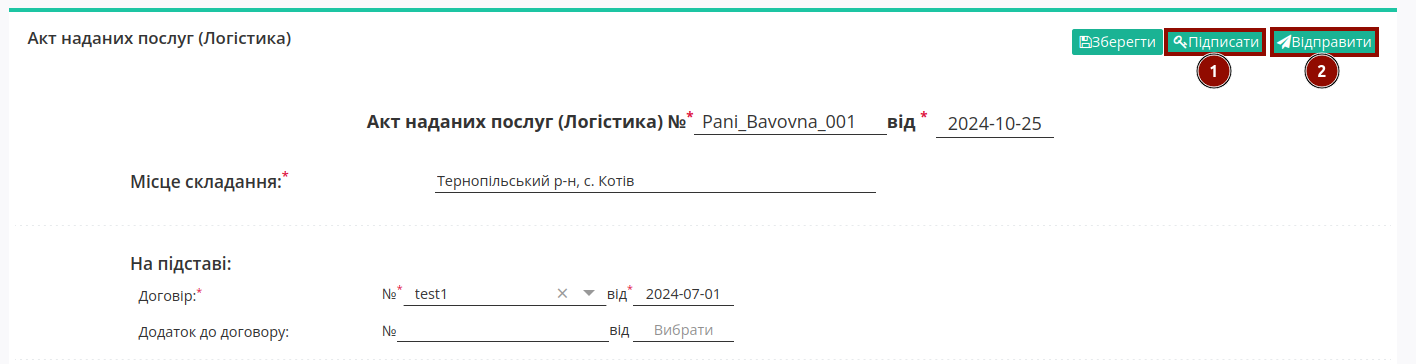 Акт наданих послуг (Логістика) Зберегти Підписати Відправити
1 2
Акт наданих послуг (Логістика) №* Pani_Bavovna_001 від * 2024-10-25
Місце складання:* Тернопільський р-н, с. Котів
На підставі:
Договір:* №* test1 × від* 2024-07-01
Додаток до договору: № від Вибрати